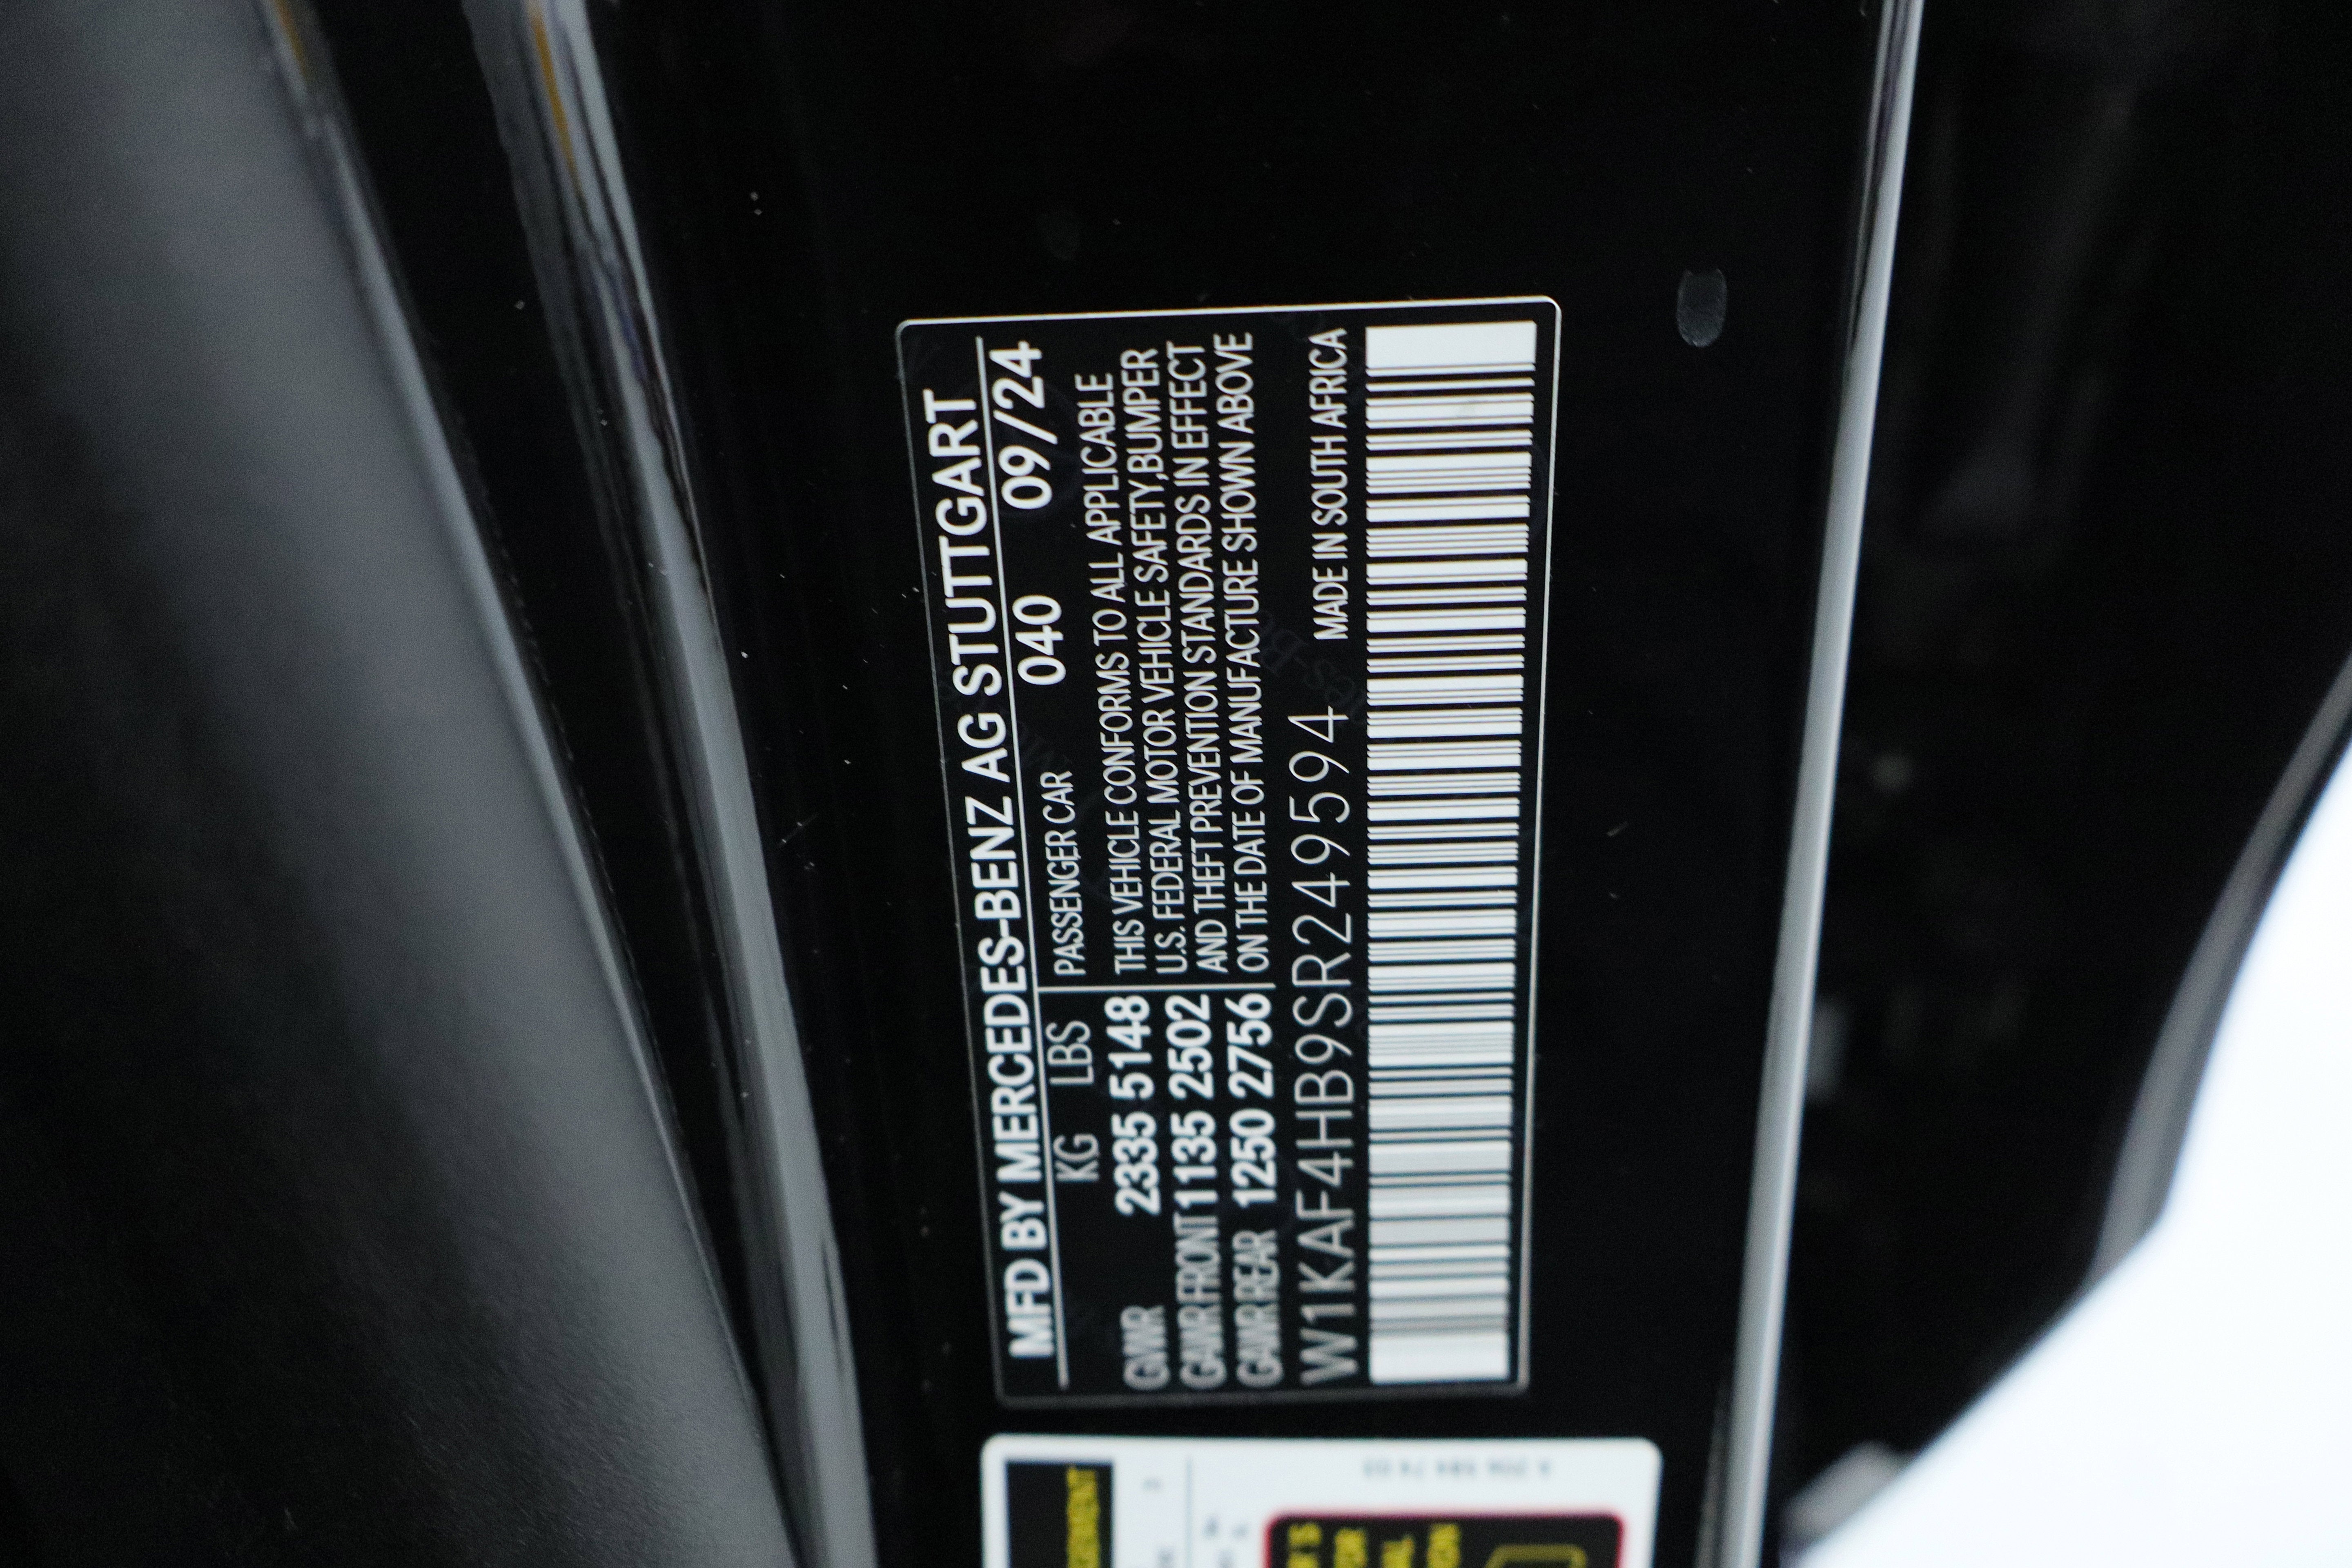 MFD BY MERCEDES-BENZ AG STUTTGART
KG LBS PASSENGER CAR 040 09/24
GVWR 2335 5148 THIS VEHICLE CONFORMS TO ALL APPLICABLE
GAWR FRONT 1135 2502 U.S. FEDERAL MOTOR VEHICLE SAFETY,BUMPER
GAWR REAR 1250 2756 AND THEFT PREVENTION STANDARDS IN EFFECT
ON THE DATE OF MANUFACTURE SHOWN ABOVE
W1KAF4HB9SR249594 MADE IN SOUTH AFRICA